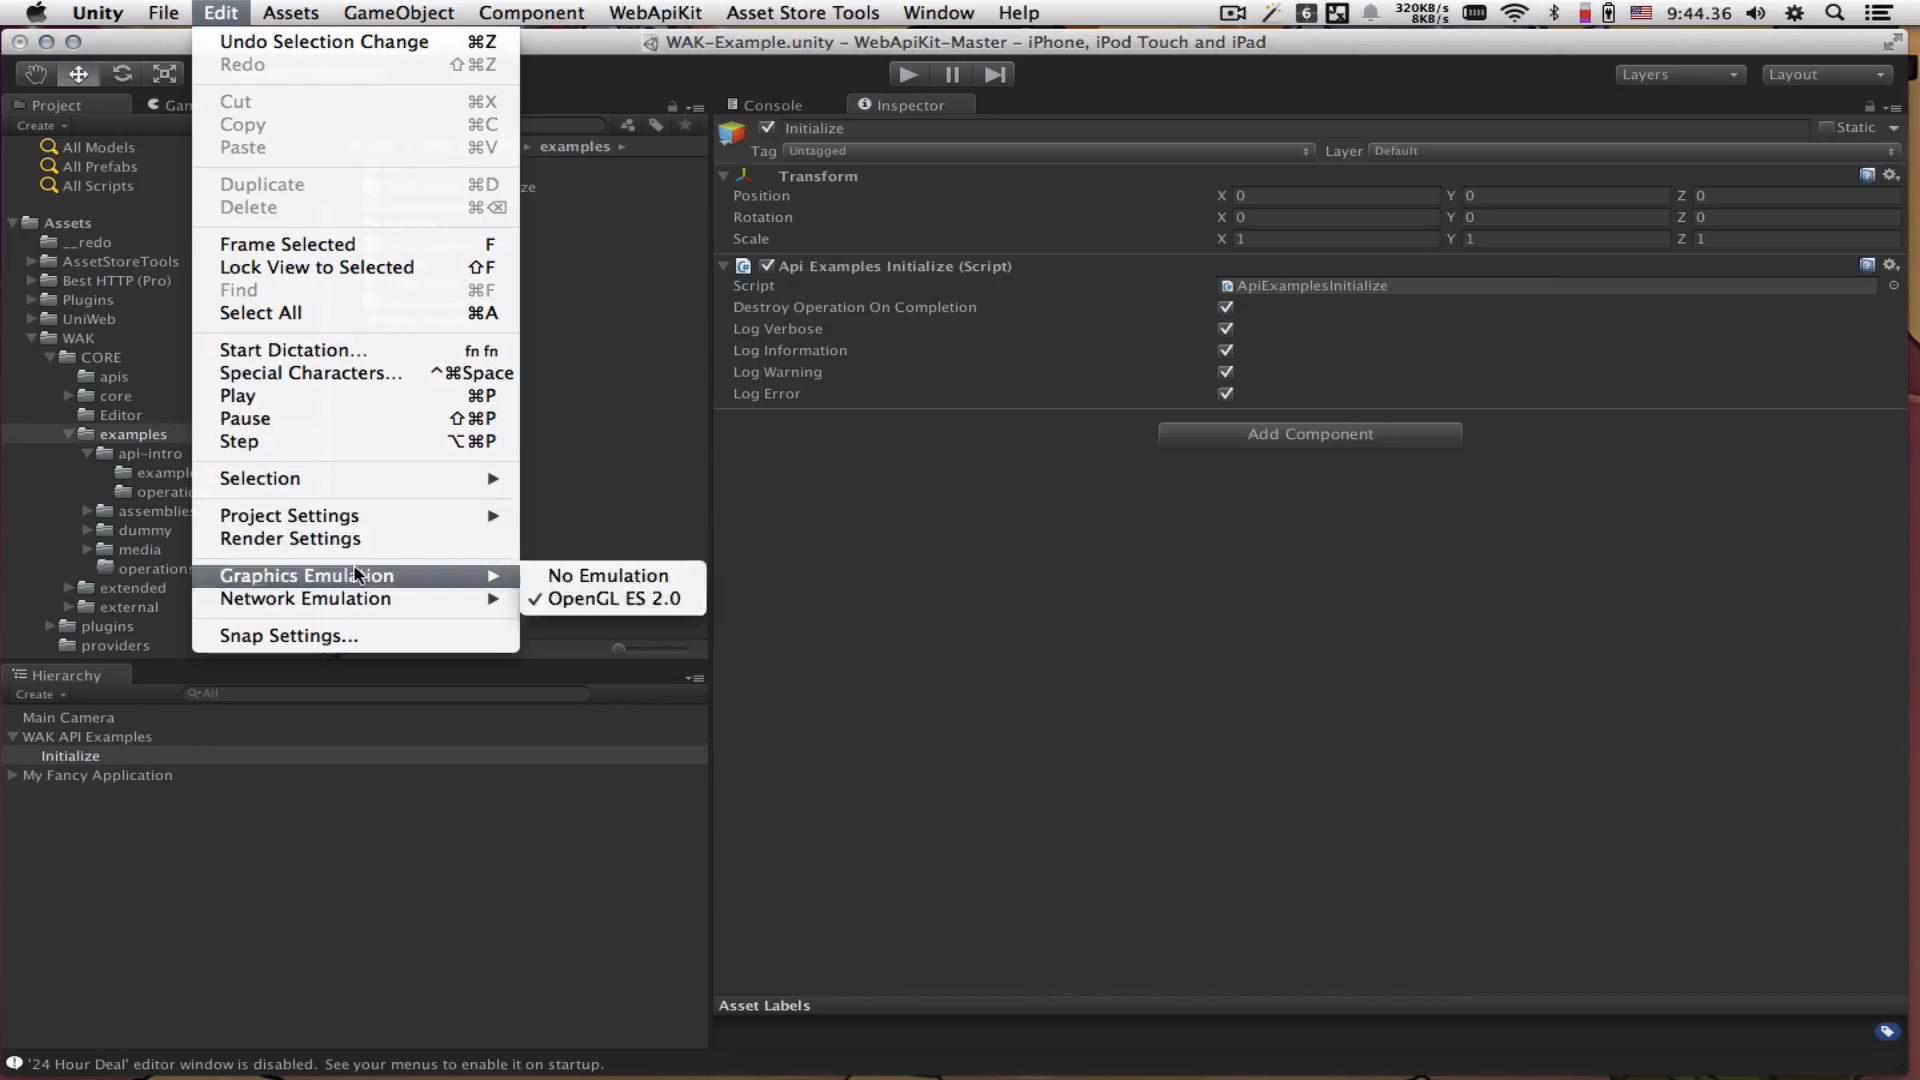 Unity File Edit Assets GameObject Component WebApiKit Asset Store Tools Window Help 6 320KB/s 8KB/s 9:44.36
WAK-Example.unity – WebApiKit-Master – iPhone, iPod Touch and iPad
Layers Layout
Project Gam
Create
All Models
All Prefabs
All Scripts
Assets
__redo
AssetStoreTools
Best HTTP (Pro)
Plugins
UniWeb
WAK
CORE
apis
core
Editor
examples
api-intro
example
operatio
assemblies
dummy
media
operations
extended
external
plugins
providers
Undo Selection Change ⌘Z
Redo ⇧⌘Z
Cut ⌘X
Copy ⌘C
Paste ⌘V
Duplicate ⌘D
Delete ⌘⌫
Frame Selected F
Lock View to Selected ⇧F
Find ⌘F
Select All ⌘A
Start Dictation... fn fn
Special Characters... ^⌘Space
Play ⌘P
Pause ⇧⌘P
Step ⌥⌘P
Selection
Project Settings
Render Settings
Graphics Emulation
Network Emulation
Snap Settings...
No Emulation
✓ OpenGL ES 2.0
examples
ze
Console Inspector
Initialize Static
Tag Untagged Layer Default
Transform
Position X 0 Y 0 Z 0
Rotation X 0 Y 0 Z 0
Scale X 1 Y 1 Z 1
Api Examples Initialize (Script)
Script ApiExamplesInitialize
Destroy Operation On Completion
Log Verbose
Log Information
Log Warning
Log Error
Add Component
Hierarchy
Create All
Main Camera
WAK API Examples
Initialize
My Fancy Application
Asset Labels
'24 Hour Deal' editor window is disabled. See your menus to enable it on startup.